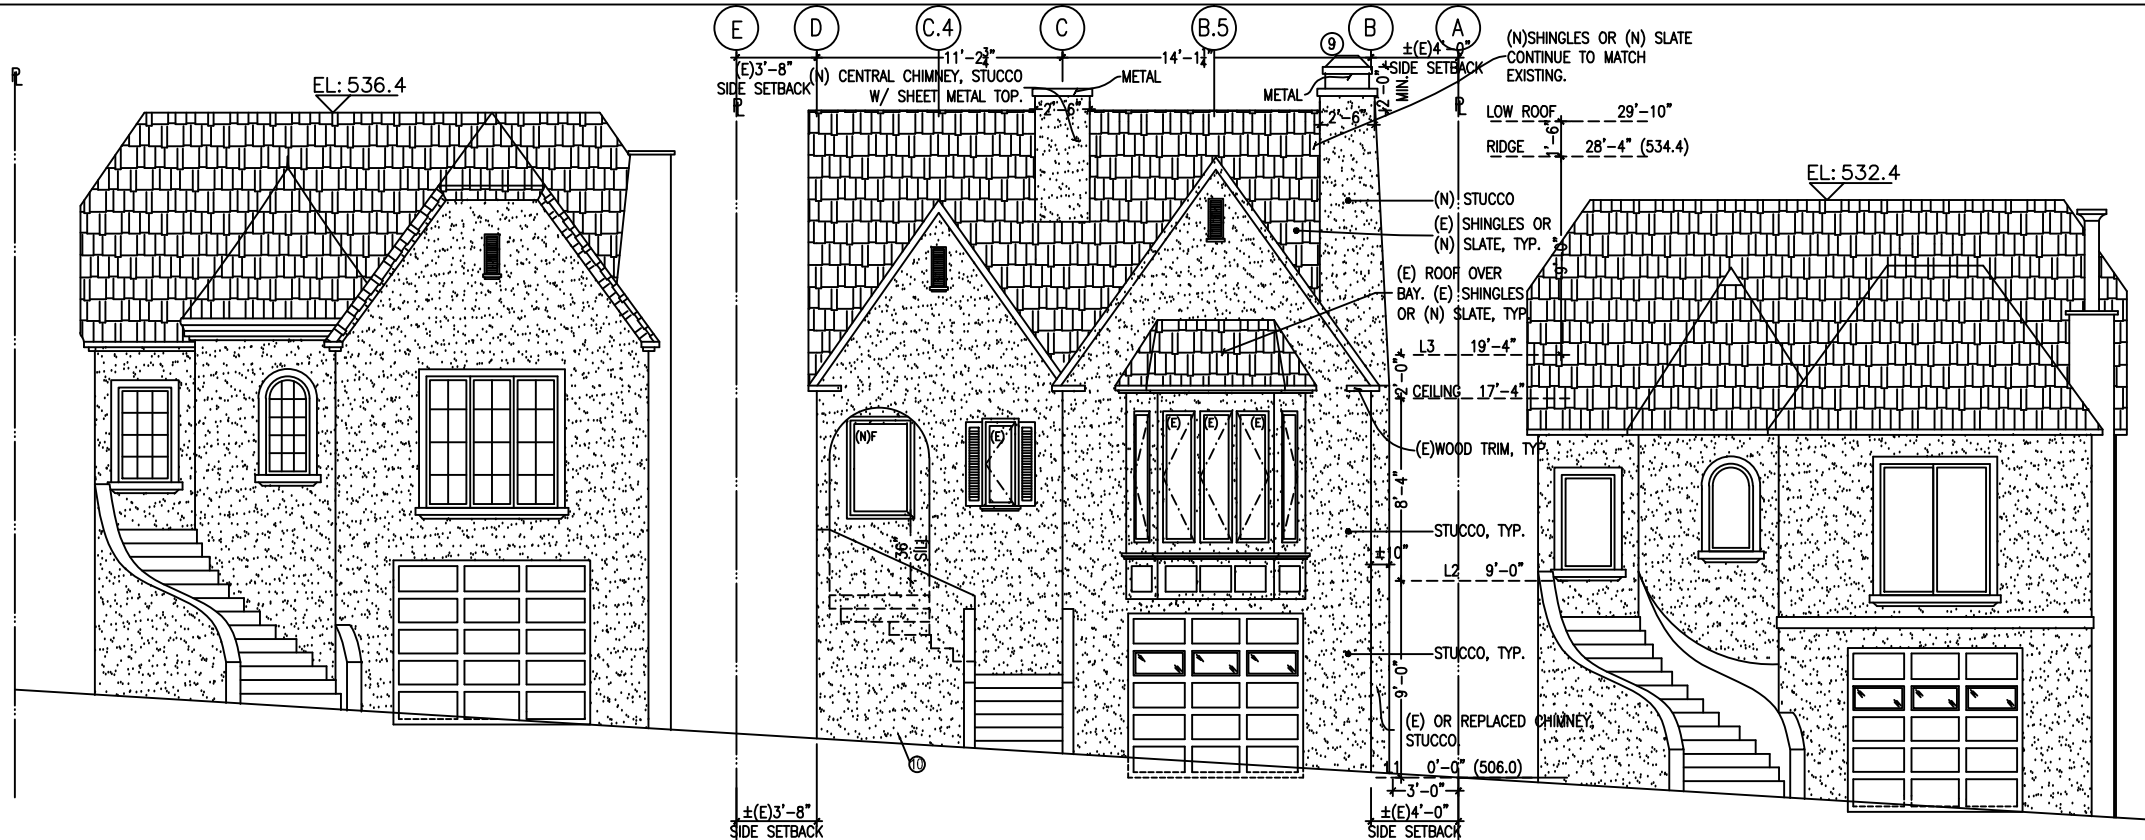 E
D
C.4
C
B.5
B
A
9
11'-2¾"
14'-1¼"
±(E)4'-0"
SIDE SETBACK
(E)3'-8"
SIDE SETBACK
(N) CENTRAL CHIMNEY, STUCCO
W/ SHEET METAL TOP.
METAL
METAL
2'-0"
MIN.
(N)SHINGLES OR (N) SLATE
CONTINUE TO MATCH
EXISTING.
PL
EL: 536.4
PL
PL
2'-6"
2'-6"
LOW ROOF 29'-10"
1'-6"
RIDGE 28'-4" (534.4)
EL: 532.4
(N) STUCCO
(E) SHINGLES OR
(N) SLATE, TYP.
9'-0"
(E) ROOF OVER
BAY. (E) SHINGLES
OR (N) SLATE, TYP.
L3 19'-4"
2'-0"
CEILING 17'-4"
(N)F
(E)
(E)
(E)
(E)
(E)WOOD TRIM, TYP.
8'-4"
36"
SILL
STUCCO, TYP.
±10"
L2 9'-0"
STUCCO, TYP.
9'-0"
(E) OR REPLACED CHIMNEY.
STUCCO
10
L1 0'-0" (506.0)
3'-0"
±(E)3'-8"
SIDE SETBACK
±(E)4'-0"
SIDE SETBACK